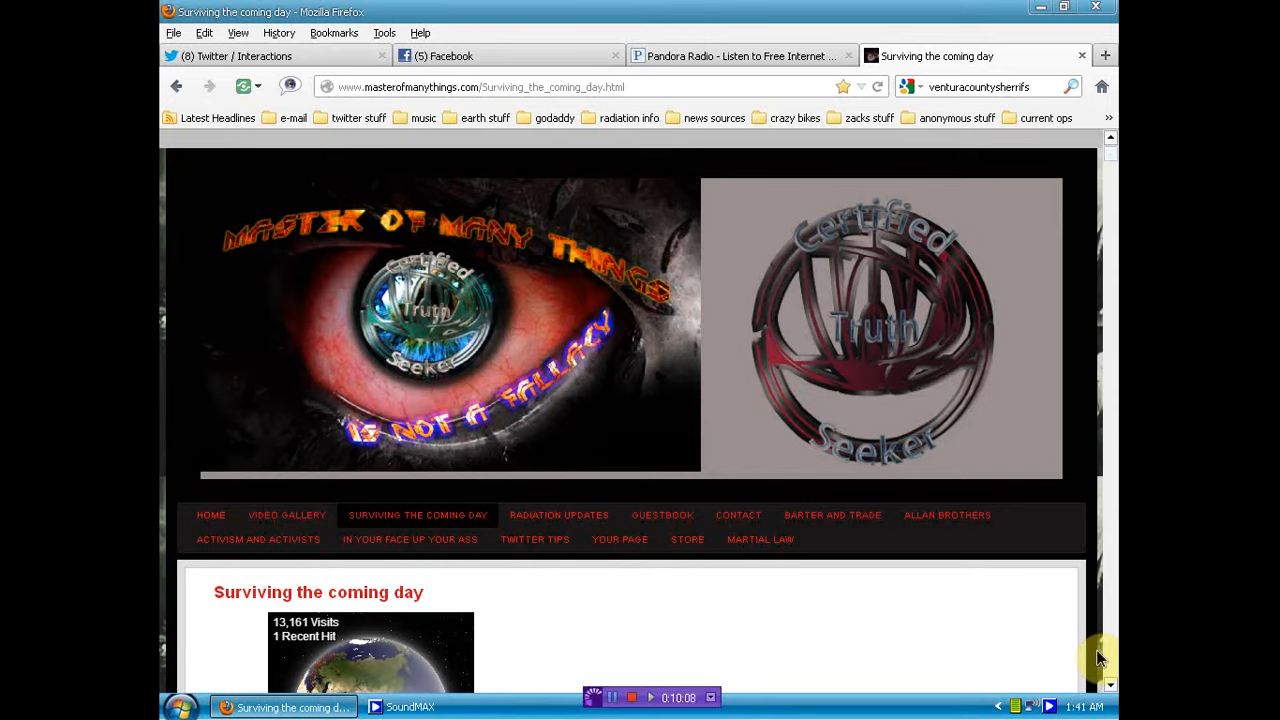 Surviving the coming day - Mozilla Firefox
File Edit View History Bookmarks Tools Help
(8) Twitter / Interactions × (5) Facebook × Pandora Radio - Listen to Free Internet ... × Surviving the coming day × +
www.masterofmanythings.com/Surviving_the_coming_day.html venturacountysherrifs
Latest Headlines e-mail twitter stuff music earth stuff godaddy radiation info news sources crazy bikes zacks stuff anonymous stuff current ops »
MASTER OF MANY THINGS
Certified
Truth
Seeker
IS NOT A FALLACY
Certified
Truth
Seeker
HOME VIDEO GALLERY SURVIVING THE COMING DAY RADIATION UPDATES GUESTBOOK CONTACT BARTER AND TRADE ALLAN BROTHERS
ACTIVISM AND ACTIVISTS IN YOUR FACE UP YOUR ASS TWITTER TIPS YOUR PAGE STORE MARTIAL LAW
Surviving the coming day
13,161 Visits
1 Recent Hit
0:10:08
Surviving the coming d... SoundMAX 1:41 AM